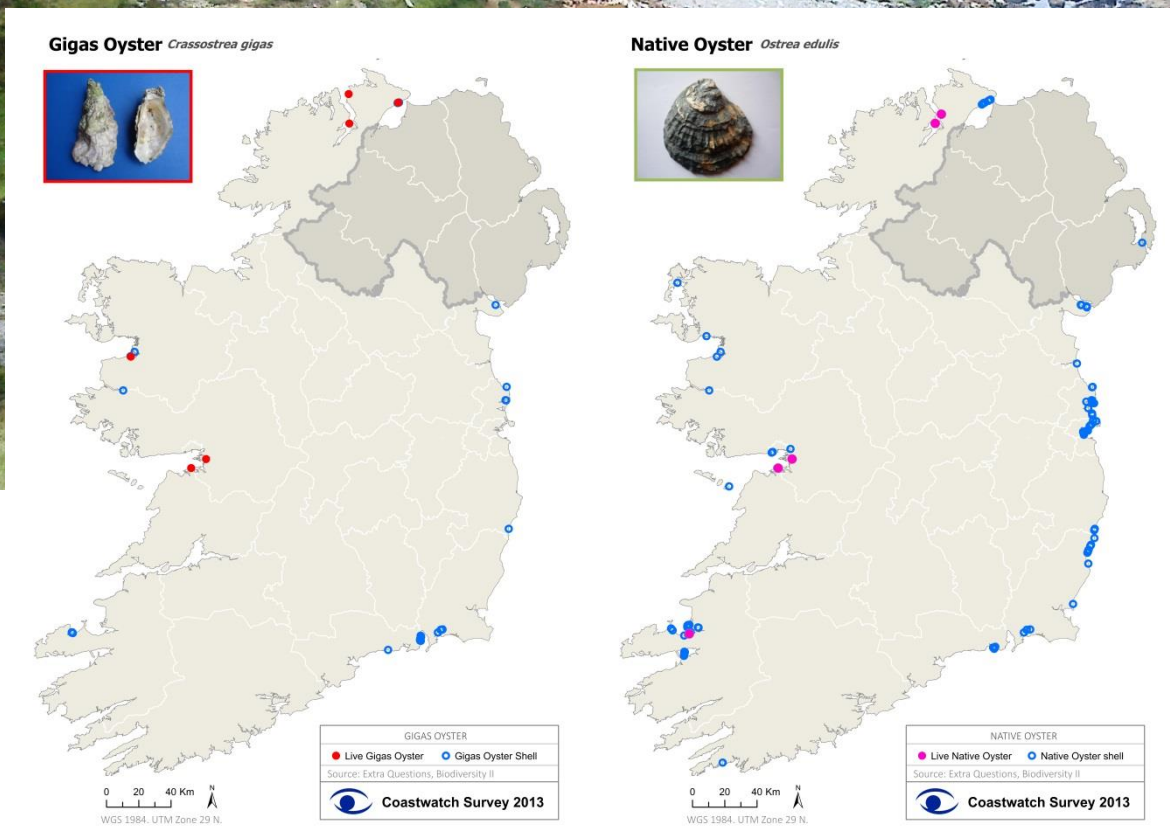 Gigas Oyster Crassostrea gigas
GIGAS OYSTER
Live Gigas Oyster Gigas Oyster Shell
Source: Extra Questions, Biodiversity II
0 20 40 Km N
WGS 1984. UTM Zone 29 N.
Coastwatch Survey 2013
Native Oyster Ostrea edulis
NATIVE OYSTER
Live Native Oyster Native Oyster shell
Source: Extra Questions, Biodiversity II
0 20 40 Km N
WGS 1984. UTM Zone 29 N.
Coastwatch Survey 2013